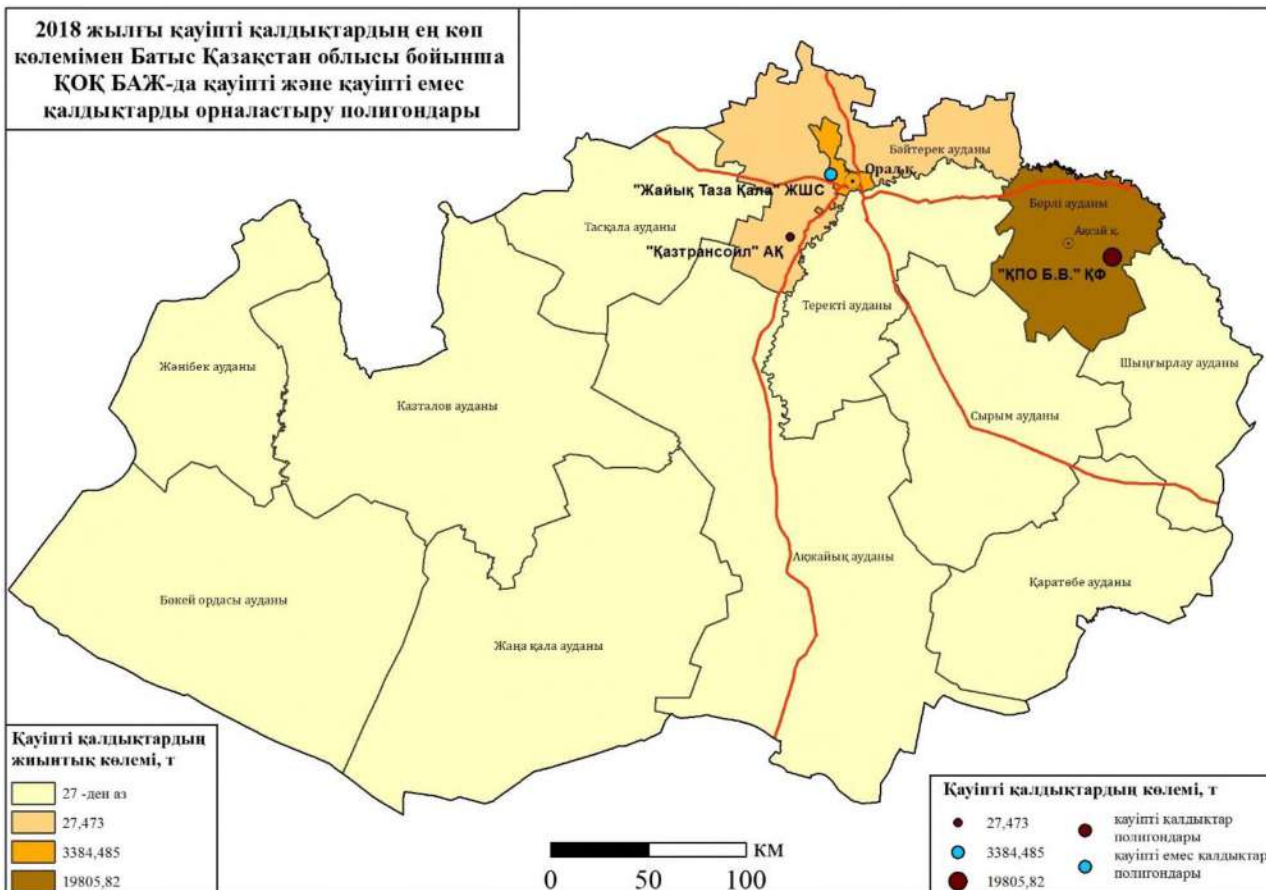 2018 жылғы қауіпті қалдықтардың ең көп
көлемімен Батыс Қазақстан облысы бойынша
ҚОҚ БАЖ-да қауіпті және қауіпті емес
қалдықтарды орналастыру полигондары
Бәйтерек ауданы
Орал қ.
"Жайық Таза Қала" ЖШС
Бөрлі ауданы
Тасқала ауданы
Ақсай қ.
"Қазтрансойл" АҚ
"ҚПО Б.В." ҚФ
Теректі ауданы
Жәнібек ауданы
Шыңғырлау ауданы
Казталов ауданы
Сырым ауданы
Ақжайық ауданы
Қаратөбе ауданы
Бөкей ордасы ауданы
Жаңа қала ауданы
Қауіпті қалдықтардың
жиынтық көлемі, т
27 -ден аз
27,473
3384,485
19805,82
КМ
0 50 100
Қауіпті қалдықтардың көлемі, т
27,473
3384,485
19805,82
қауіпті қалдықтар
полигондары
қауіпті емес қалдықтар
полигондары